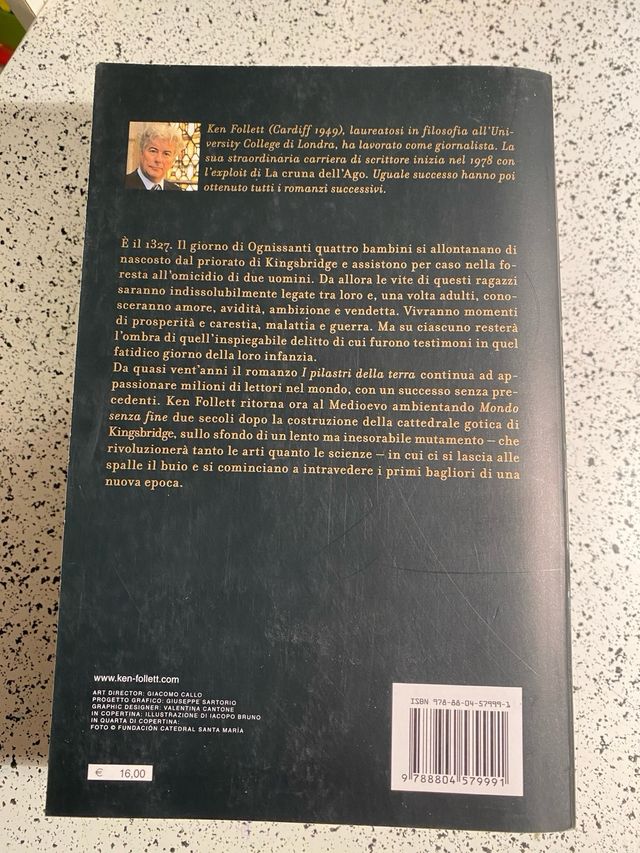 Ken Follett (Cardiff 1949), laureatosi in filosofia all'Uni-
versity College di Londra, ha lavorato come giornalista. La
sua straordinaria carriera di scrittore inizia nel 1978 con
l'exploit di La cruna dell'Ago. Uguale successo hanno poi
ottenuto tutti i romanzi successivi.
È il 1327. Il giorno di Ognissanti quattro bambini si allontanano di
nascosto dal priorato di Kingsbridge e assistono per caso nella fo-
resta all'omicidio di due uomini. Da allora le vite di questi ragazzi
saranno indissolubilmente legate tra loro e, una volta adulti, cono-
sceranno amore, avidità, ambizione e vendetta. Vivranno momenti
di prosperità e carestia, malattia e guerra. Ma su ciascuno resterà
l'ombra di quell'inspiegabile delitto di cui furono testimoni in quel
fatidico giorno della loro infanzia.
Da quasi vent'anni il romanzo I pilastri della terra continua ad ap-
passionare milioni di lettori nel mondo, con un successo senza pre-
cedenti. Ken Follett ritorna ora al Medioevo ambientando Mondo
senza fine due secoli dopo la costruzione della cattedrale gotica di
Kingsbridge, sullo sfondo di un lento ma inesorabile mutamento – che
rivoluzionerà tanto le arti quanto le scienze – in cui ci si lascia alle
spalle il buio e si cominciano a intravedere i primi bagliori di una
nuova epoca.
www.ken-follett.com
ART DIRECTOR: GIACOMO CALLO
PROGETTO GRAFICO: GIUSEPPE SARTORIO
GRAPHIC DESIGNER: VALENTINA CANTONE
IN COPERTINA: ILLUSTRAZIONE DI IACOPO BRUNO
IN QUARTA DI COPERTINA:
FOTO © FUNDACIÓN CATEDRAL SANTA MARÍA
€ 16,00
ISBN 978-88-04-57999-1
9 788804 579991